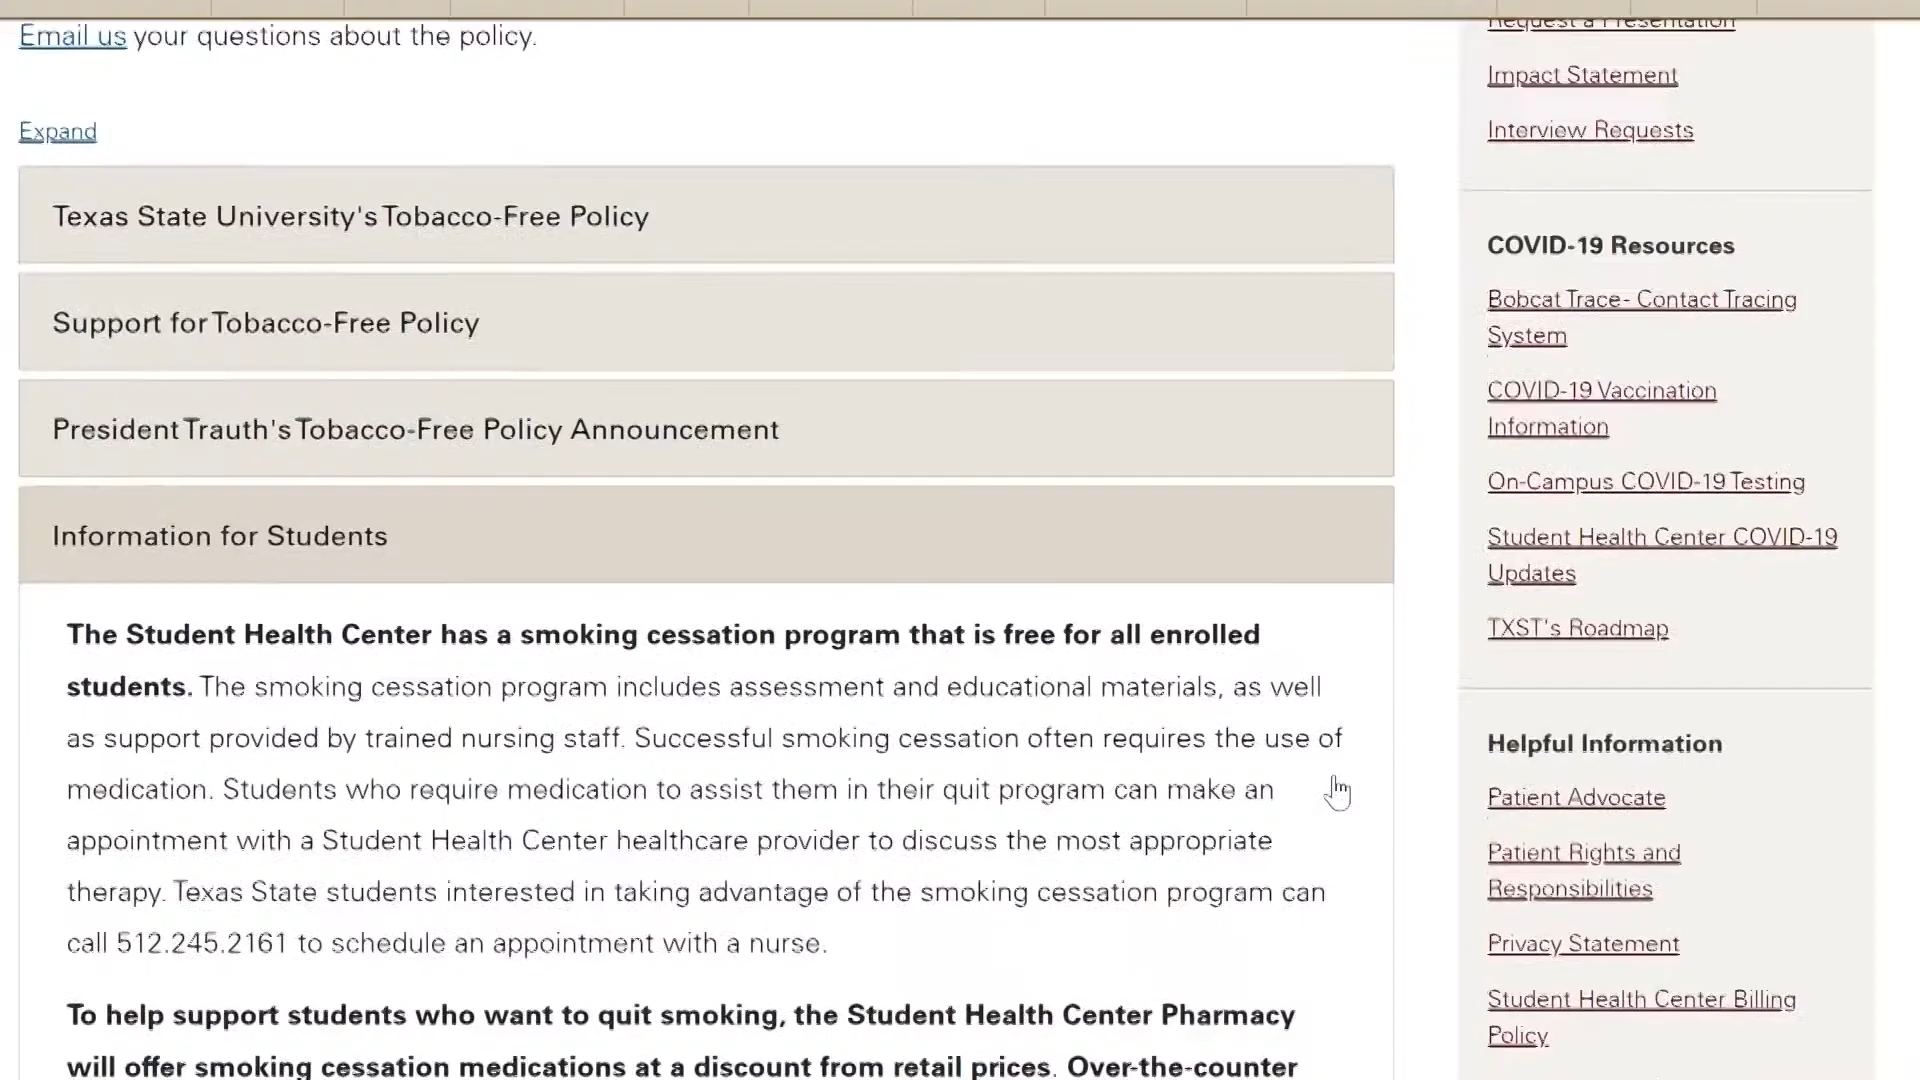 Email us your questions about the policy.
Expand
Texas State University's Tobacco-Free Policy
Support for Tobacco-Free Policy
President Trauth's Tobacco-Free Policy Announcement
Information for Students
The Student Health Center has a smoking cessation program that is free for all enrolled
students. The smoking cessation program includes assessment and educational materials, as well
as support provided by trained nursing staff. Successful smoking cessation often requires the use of
medication. Students who require medication to assist them in their quit program can make an
appointment with a Student Health Center healthcare provider to discuss the most appropriate
therapy. Texas State students interested in taking advantage of the smoking cessation program can
call 512.245.2161 to schedule an appointment with a nurse.
To help support students who want to quit smoking, the Student Health Center Pharmacy
will offer smoking cessation medications at a discount from retail prices. Over-the-counter
Request a Presentation
Impact Statement
Interview Requests
COVID-19 Resources
Bobcat Trace- Contact Tracing
System
COVID-19 Vaccination
Information
On-Campus COVID-19 Testing
Student Health Center COVID-19
Updates
TXST's Roadmap
Helpful Information
Patient Advocate
Patient Rights and
Responsibilities
Privacy Statement
Student Health Center Billing
Policy